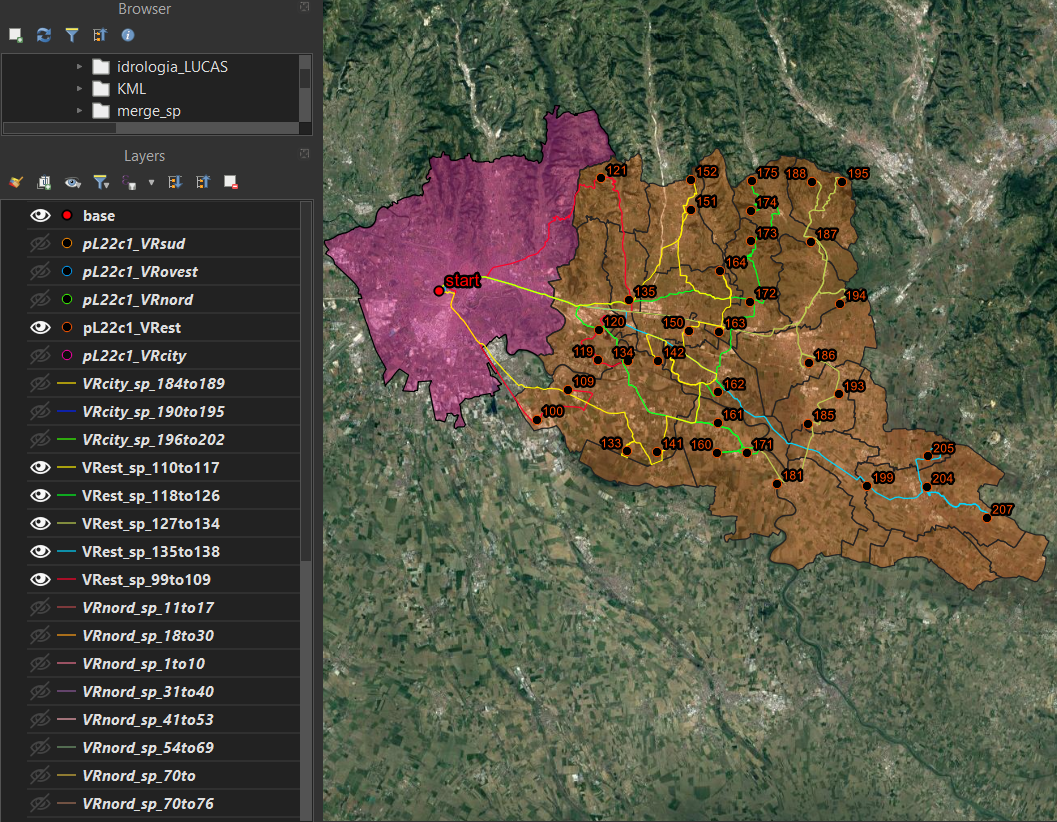 Browser
idrologia_LUCAS
KML
merge_sp
Layers
base
pL22c1_VRsud
pL22c1_VRovest
pL22c1_VRnord
pL22c1_VRest
pL22c1_VRcity
VRcity_sp_184to189
VRcity_sp_190to195
VRcity_sp_196to202
VRest_sp_110to117
VRest_sp_118to126
VRest_sp_127to134
VRest_sp_135to138
VRest_sp_99to109
VRnord_sp_11to17
VRnord_sp_18to30
VRnord_sp_1to10
VRnord_sp_31to40
VRnord_sp_41to53
VRnord_sp_54to69
VRnord_sp_70to
VRnord_sp_70to76
121
152
175
188
195
151
174
173
187
164
start
135
172
194
120
150
163
119
134
142
186
109
162
193
100
161
185
133
141
160
171
205
181
199
204
207